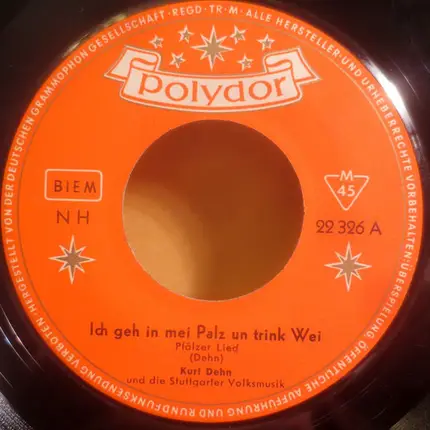 HERGESTELLT VON DER DEUTSCHEN GRAMMOPHON GESELLSCHAFT · REGD · TR · M · ALLE HERSTELLER- UND URHEBERRECHTE VORBEHALTEN · ÜBERSPIELUNG, ÖFFENTLICHE AUFFÜHRUNG UND RUNDFUNKSENDUNG VERBOTEN
polydor
BIEM
NH
M
45
22 326 A
Ich geh in mei Palz un trink Wei
Pfälzer Lied
(Dehn)
Kurt Dehn
und die Stuttgarter Volksmusik